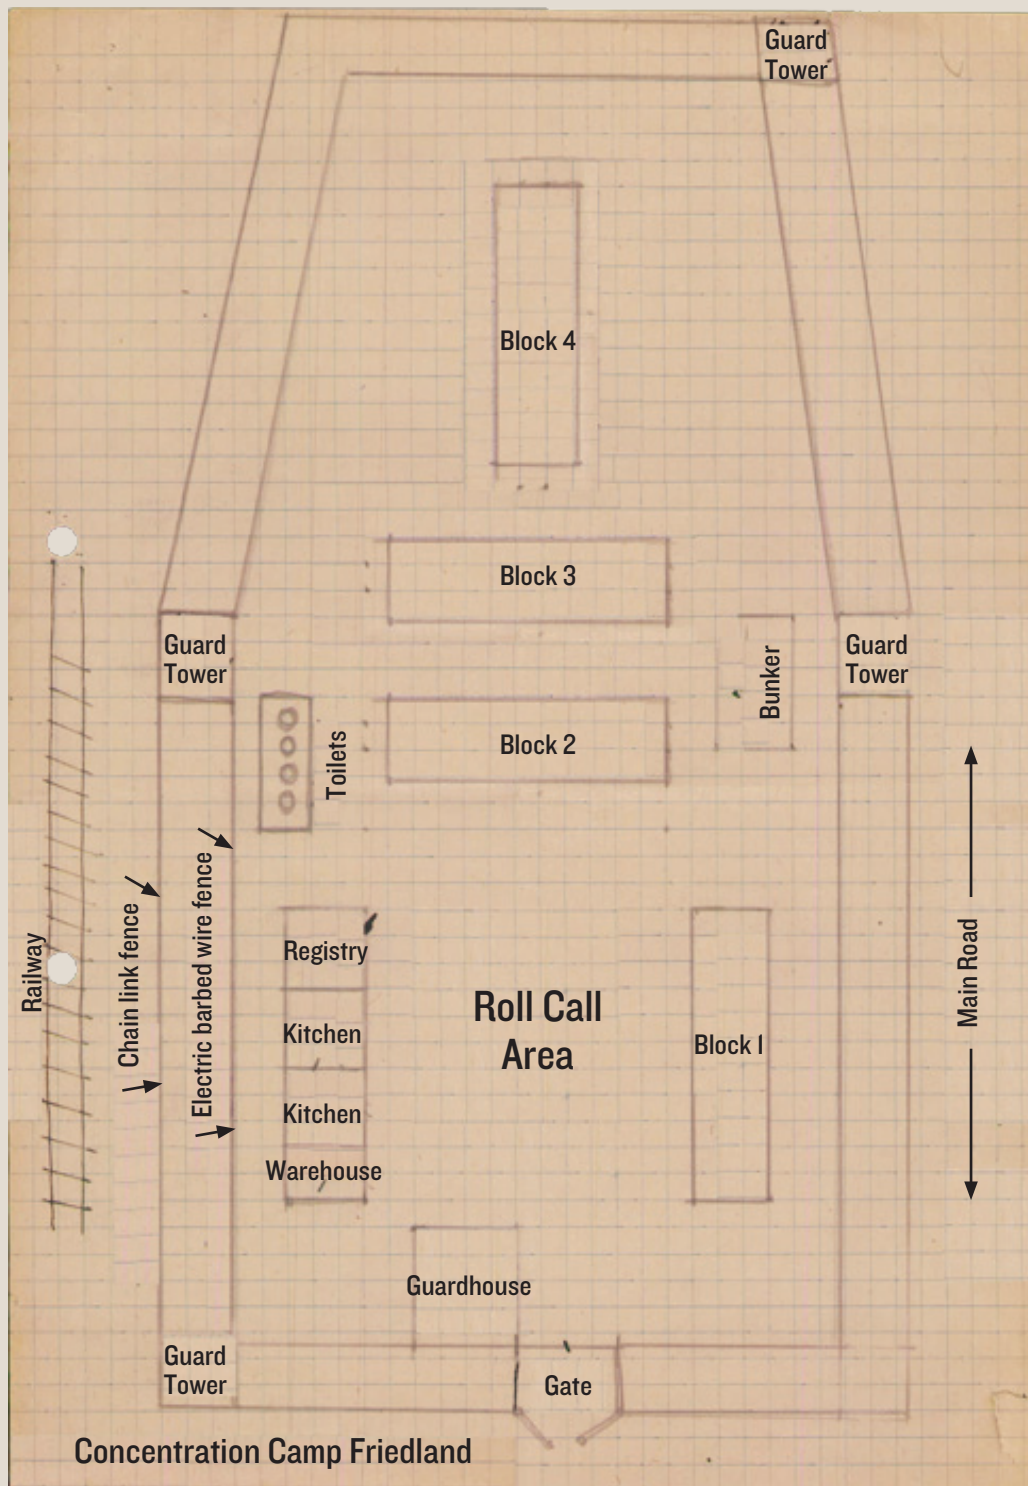 Guard
Tower
Block 4
Block 3
Guard
Tower
Bunker
Guard
Tower
Toilets
Block 2
Electric barbed wire fence
Chain link fence
Railway
Registry
Roll Call
Area
Main Road
Kitchen
Block 1
Kitchen
Warehouse
Guardhouse
Guard
Tower
Gate
Concentration Camp Friedland